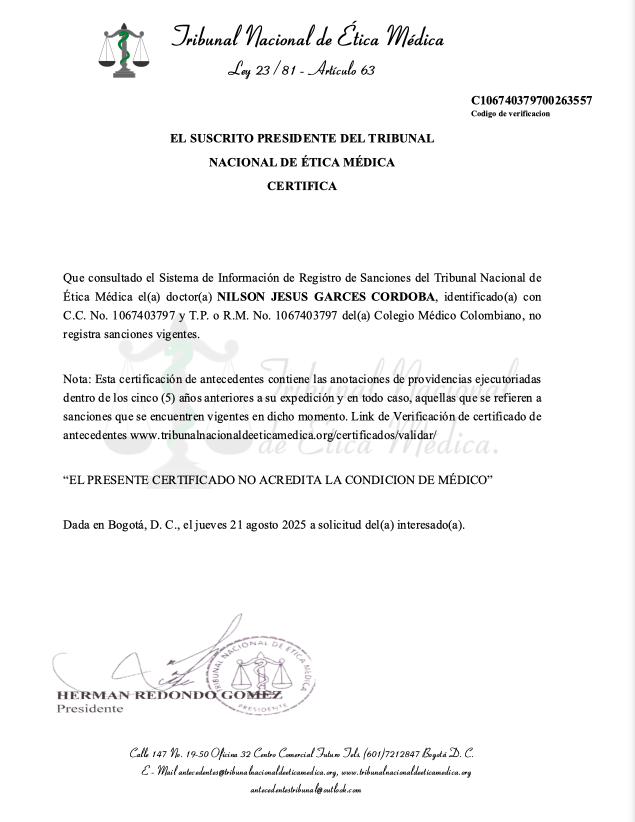 Tribunal Nacional de Ética Médica
Ley 23 / 81 - Artículo 63
C106740379700263557
Codigo de verificacion
EL SUSCRITO PRESIDENTE DEL TRIBUNAL
NACIONAL DE ÉTICA MÉDICA
CERTIFICA
Que consultado el Sistema de Información de Registro de Sanciones del Tribunal Nacional de
Ética Médica el(a) doctor(a) NILSON JESUS GARCES CORDOBA, identificado(a) con
C.C. No. 1067403797 y T.P. o R.M. No. 1067403797 del(a) Colegio Médico Colombiano, no
registra sanciones vigentes.
Tribunal Nacional
de Ética Médica.
Nota: Esta certificación de antecedentes contiene las anotaciones de providencias ejecutoriadas
dentro de los cinco (5) años anteriores a su expedición y en todo caso, aquellas que se refieren a
sanciones que se encuentren vigentes en dicho momento. Link de Verificación de certificado de
antecedentes www.tribunalnacionaldeeticamedica.org/certificados/validar/
“EL PRESENTE CERTIFICADO NO ACREDITA LA CONDICION DE MÉDICO”
Dada en Bogotá, D. C., el jueves 21 agosto 2025 a solicitud del(a) interesado(a).
TRIBUNAL NACIONAL DE ETICA MEDICA
PRESIDENTE
HERMAN REDONDO GOMEZ
Presidente
Calle 147 No. 19-50 Oficina 32 Centro Comercial Futuro Tels. (601)7212847 Bogotá D. C.
E - Mail antecedentes@tribunalnacionaldeeticamedica.org, www.tribunalnacionaldeeticamedica.org
antecedentestribunal@outlook.com